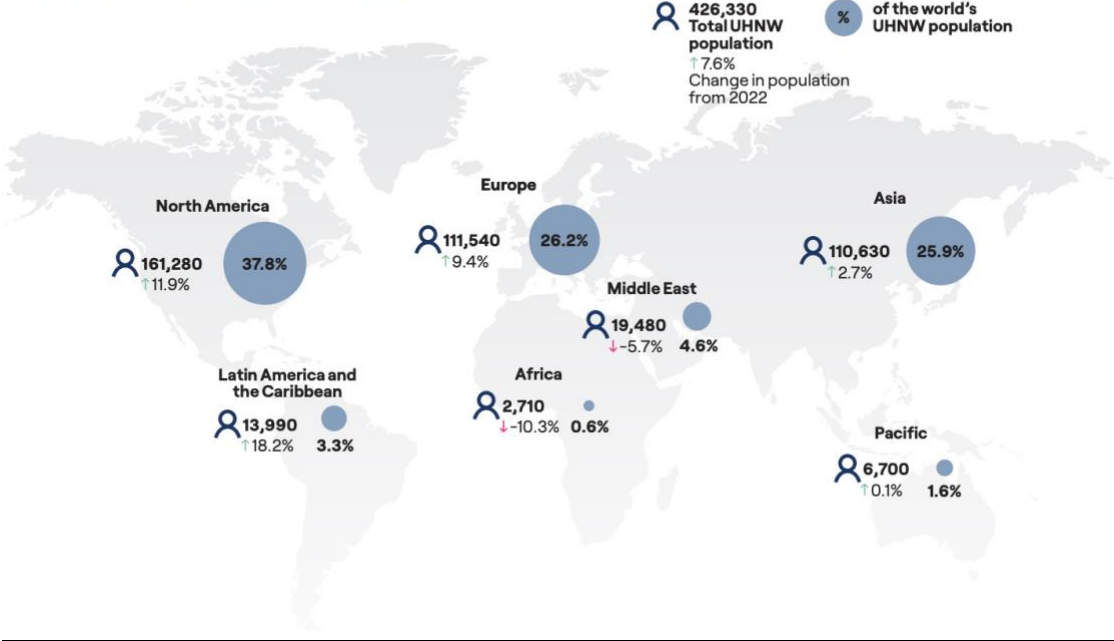 426,330
Total UHNW
population
↑7.6%
Change in population
from 2022
%
of the world's
UHNW population
North America
161,280
↑11.9%
37.8%
Europe
111,540
↑9.4%
26.2%
Asia
110,630
↑2.7%
25.9%
Middle East
19,480
↓-5.7%
4.6%
Latin America and
the Caribbean
13,990
↑18.2%
3.3%
Africa
2,710
↓-10.3%
0.6%
Pacific
6,700
↑0.1%
1.6%